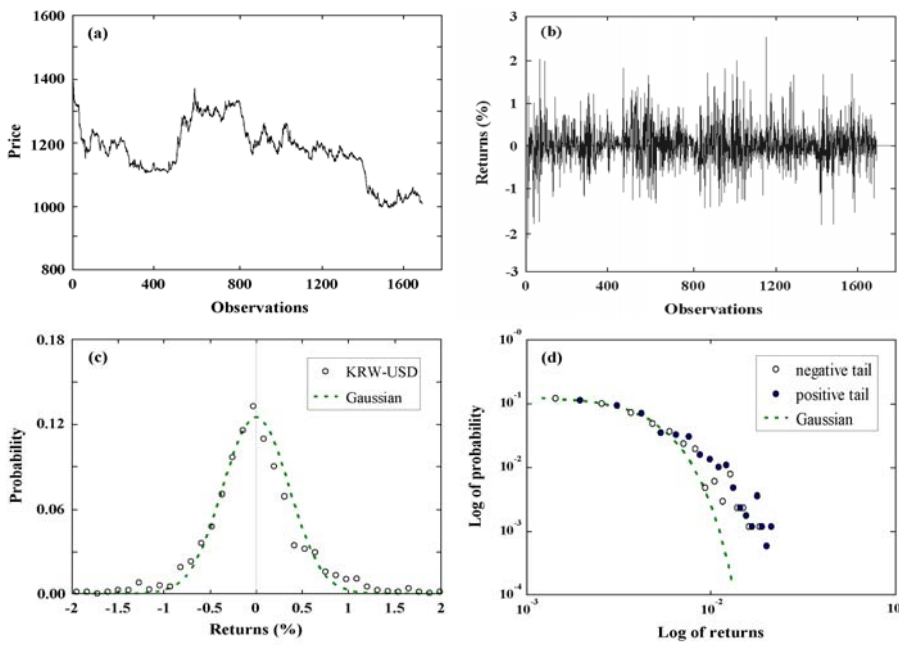 1600
(a)
1400
1200
1000
800
Price
0
400
800
1200
1600
Observations
3
(b)
2
1
0
-1
-2
-3
Returns (%)
0
400
800
1200
1600
Observations
0.18
(c)
KRW-USD
Gaussian
0.12
0.06
0.00
Probability
-2
-1.5
-1
-0.5
0
0.5
1
1.5
2
Returns (%)
10⁻⁰
(d)
negative tail
positive tail
Gaussian
10⁻¹
10⁻²
10⁻³
10⁻⁴
Log of probability
10⁻³
10⁻²
Log of returns